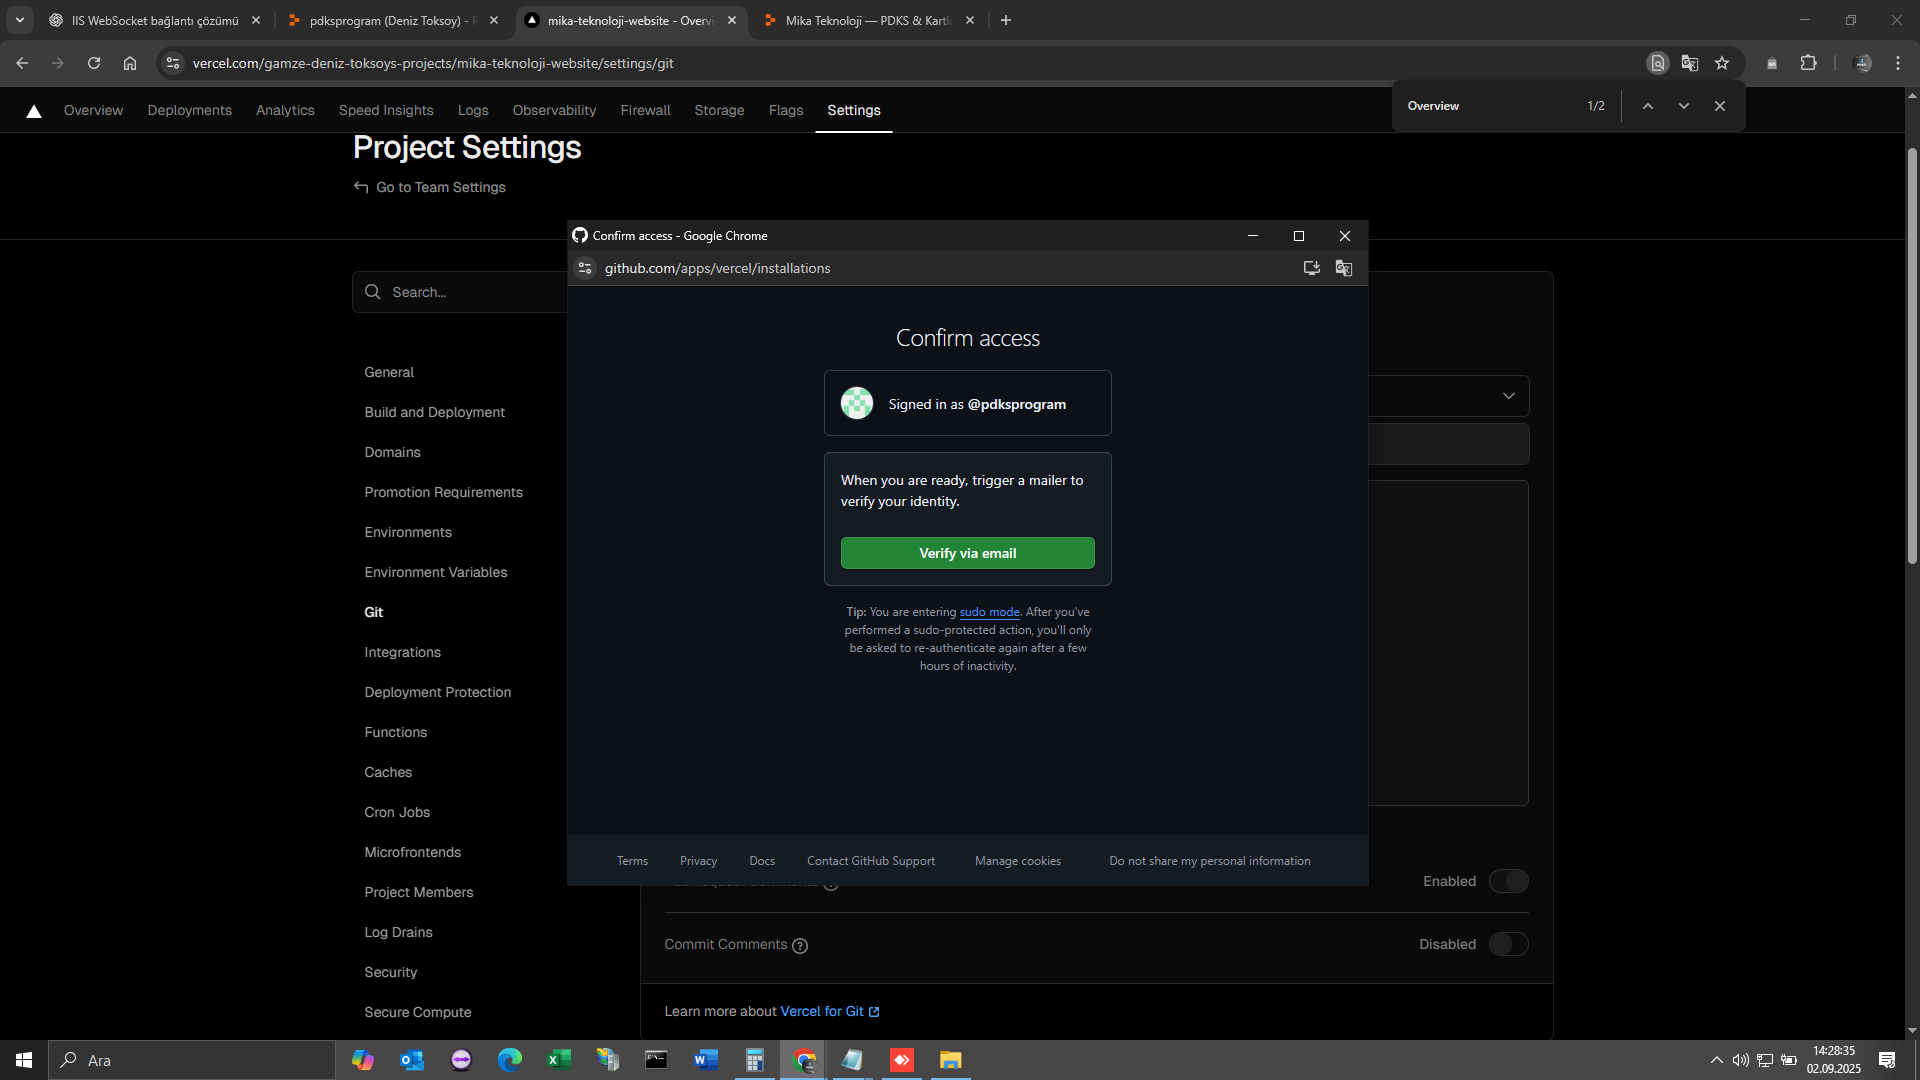 IIS WebSocket bağlantı çözümü
pdksprogram (Deniz Toksoy) -
mika-teknoloji-website - Overvi
Mika Teknoloji — PDKS & Kartl
vercel.com/gamze-deniz-toksoys-projects/mika-teknoloji-website/settings/git
Overview
Deployments
Analytics
Speed Insights
Logs
Observability
Firewall
Storage
Flags
Settings
Overview
1/2
Project Settings
Go to Team Settings
Search...
General
Build and Deployment
Domains
Promotion Requirements
Environments
Environment Variables
Git
Integrations
Deployment Protection
Functions
Caches
Cron Jobs
Microfrontends
Project Members
Log Drains
Security
Secure Compute
Confirm access - Google Chrome
github.com/apps/vercel/installations
Confirm access
Signed in as @pdksprogram
When you are ready, trigger a mailer to
verify your identity.
Verify via email
Tip: You are entering sudo mode. After you've
performed a sudo-protected action, you'll only
be asked to re-authenticate again after a few
hours of inactivity.
Terms
Privacy
Docs
Contact GitHub Support
Manage cookies
Do not share my personal information
Enabled
Commit Comments
Disabled
Learn more about Vercel for Git
Ara
14:28:35
02.09.2025